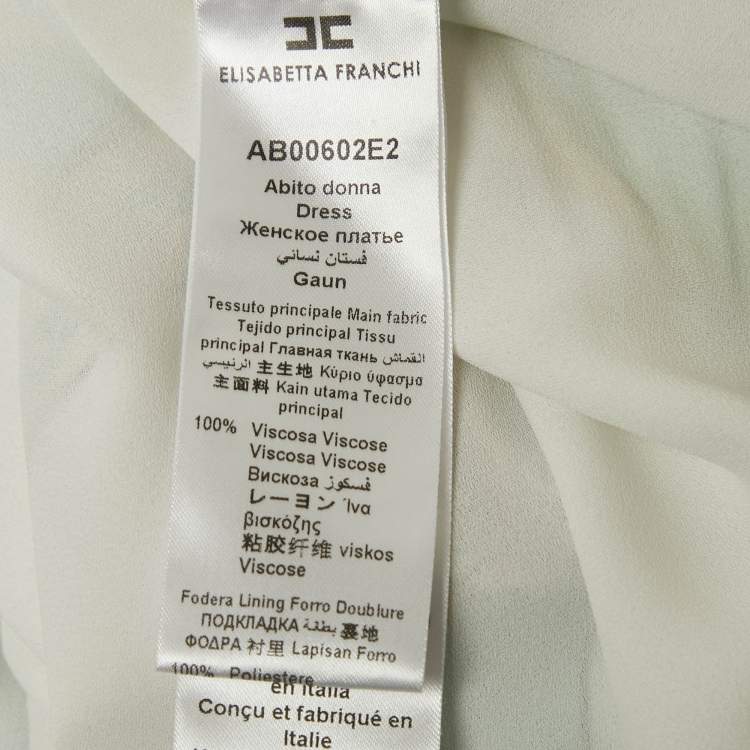 ELISABETTA FRANCHI
AB00602E2
Abito donna
Dress
Женское платье
فستان نسائي
Gaun
Tessuto principale Main fabric
Tejido principal Tissu
principal Главная ткань القماش
الرئيسي 主生地 Κύριο ύφασμα
主面料 Kain utama Tecido
principal
100% Viscosa Viscose
Viscosa Viscose
Вискоза فسكوز
レーヨン Ίνα
βισκόζης
粘胶纤维 viskos
Viscose
Fodera Lining Forro Doublure
ПОДКЛАДКА بطانة 裏地
ΦΟΔΡΑ 衬里 Lapisan Forro
100% Poliestere
en Italia
Conçu et fabriqué en
Italie